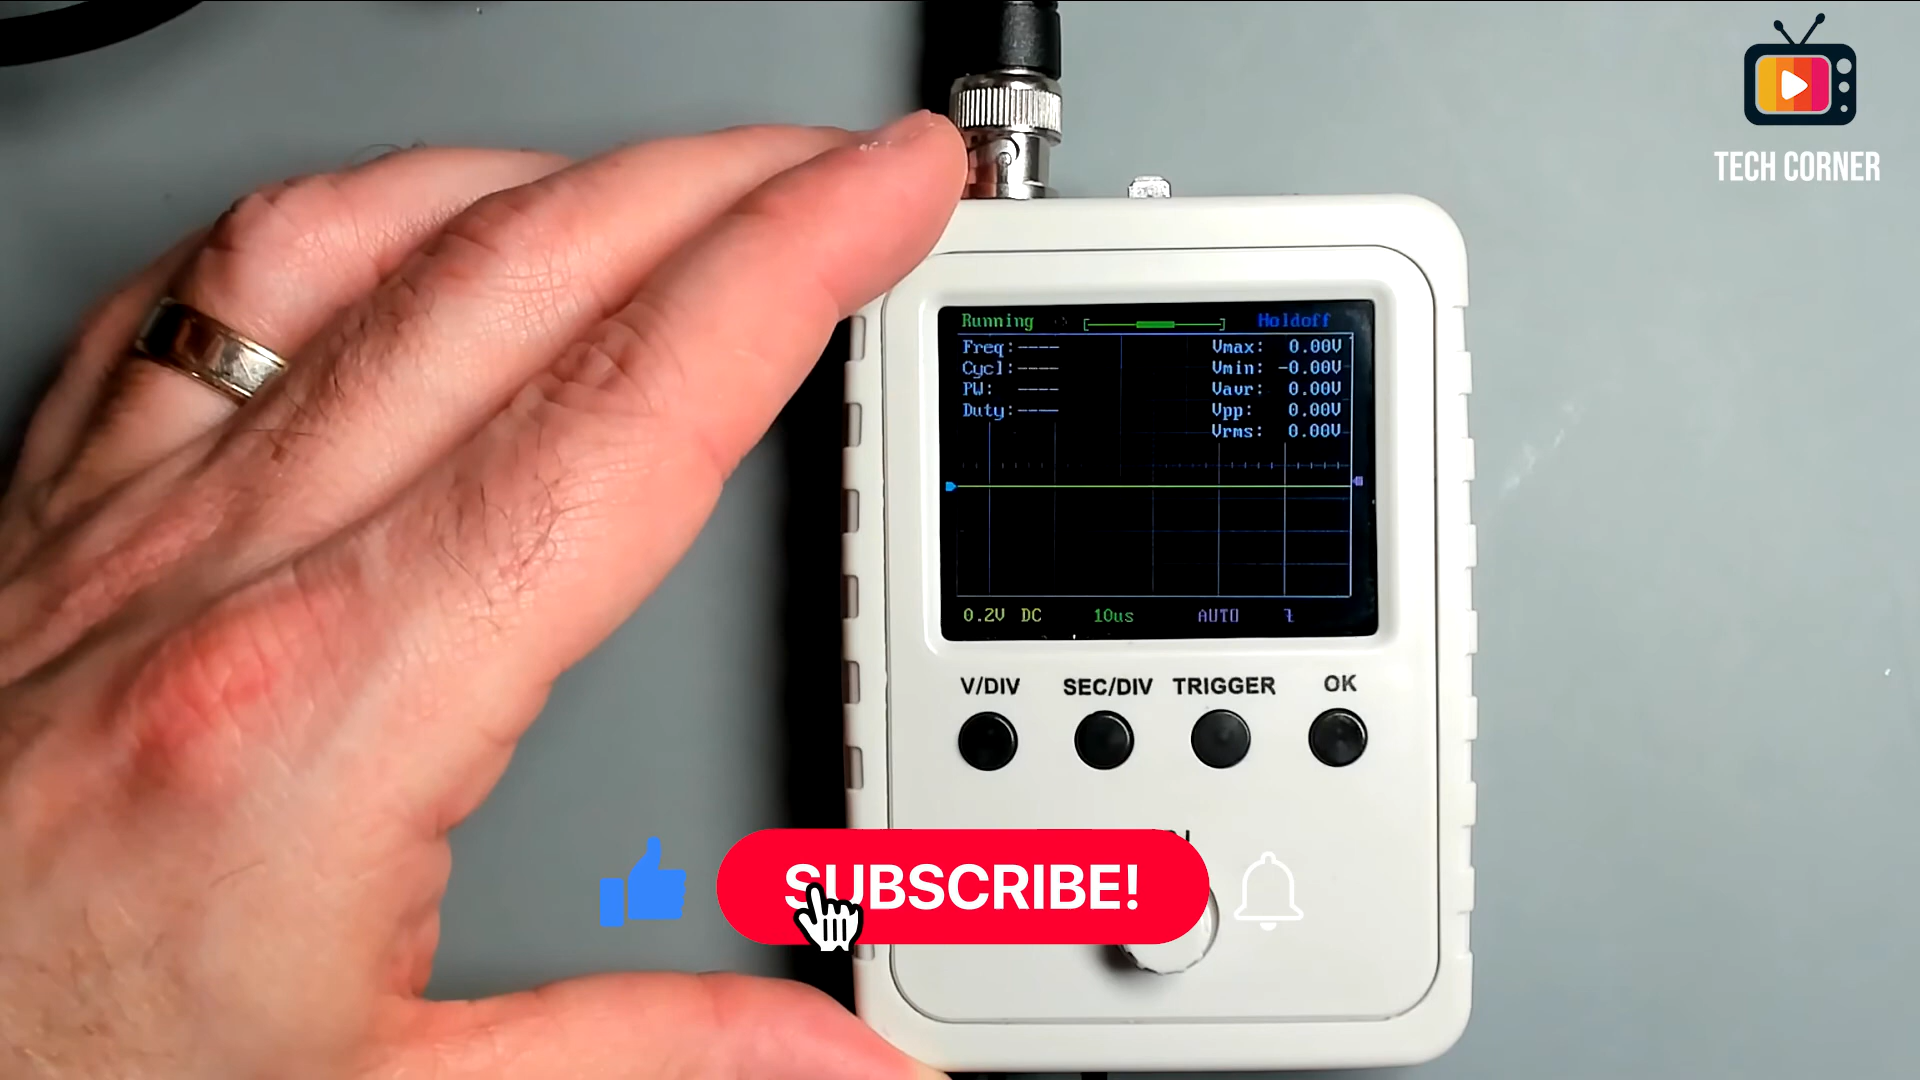 TECH CORNER
Running
Holdoff
Freq:----
Cycl:----
PW: ----
Duty:----
Vmax: 0.00V
Vmin: -0.00V
Vavr: 0.00V
Vpp: 0.00V
Vrms: 0.00V
0.2V DC 10us AUTO
V/DIV SEC/DIV TRIGGER OK
SUBSCRIBE!